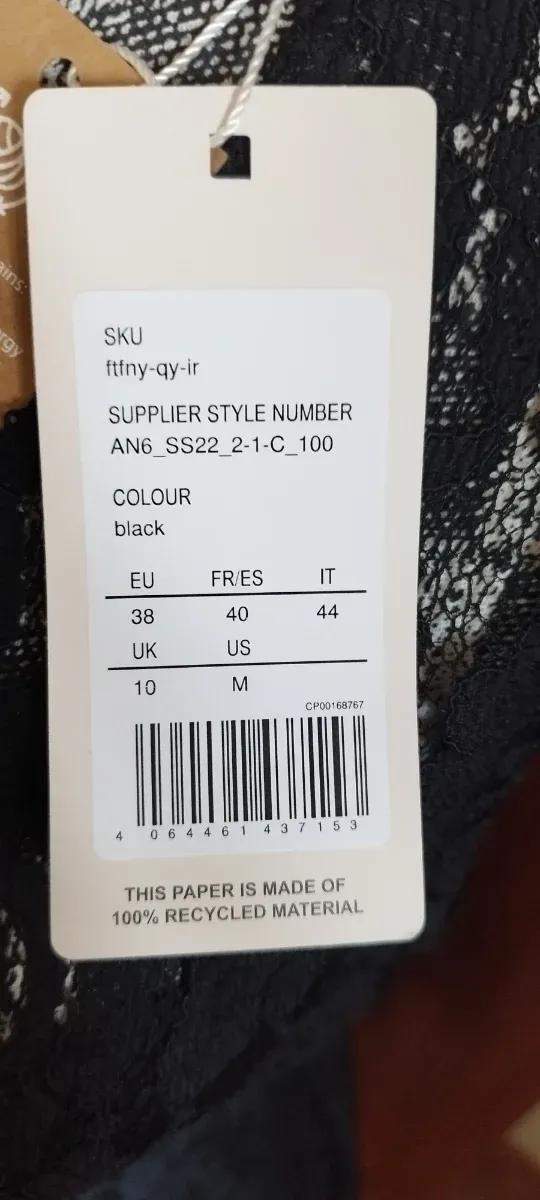 SKU
ftfny-qy-ir
SUPPLIER STYLE NUMBER
AN6_SS22_2-1-C_100
COLOUR
black
EU FR/ES IT
38 40 44
UK US
10 M
CP00168767
4 064461 437153
THIS PAPER IS MADE OF
100% RECYCLED MATERIAL